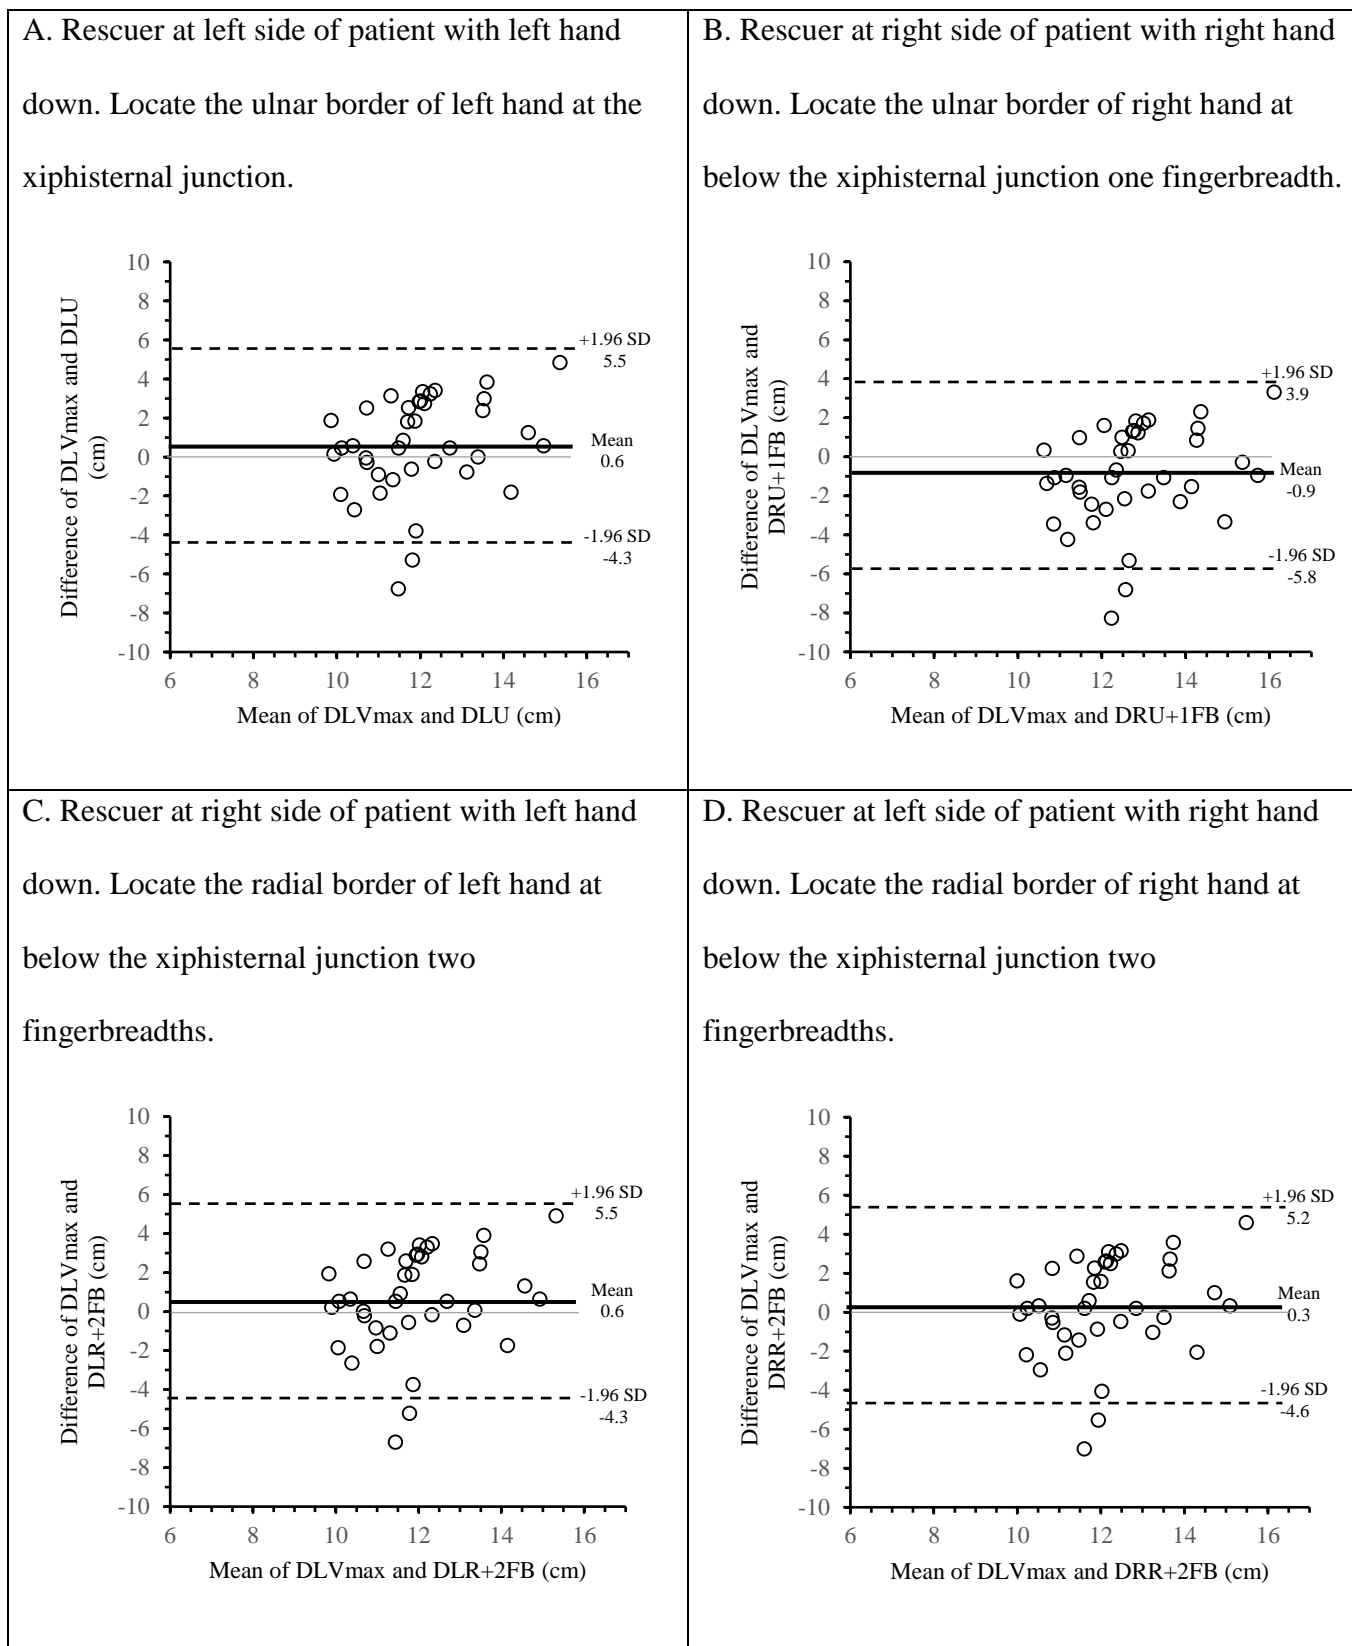 A. Rescuer at left side of patient with left hand
down. Locate the ulnar border of left hand at the
xiphisternal junction.
10
8
6
4
2
0
-2
-4
-6
-8
-10
Difference of DLVmax and DLU
(cm)
+1.96 SD
5.5
Mean
0.6
-1.96 SD
-4.3
6 8 10 12 14 16
Mean of DLVmax and DLU (cm)
B. Rescuer at right side of patient with right hand
down. Locate the ulnar border of right hand at
below the xiphisternal junction one fingerbreadth.
10
8
6
4
2
0
-2
-4
-6
-8
-10
Difference of DLVmax and
DRU+1FB (cm)
+1.96 SD
3.9
Mean
-0.9
-1.96 SD
-5.8
6 8 10 12 14 16
Mean of DLVmax and DRU+1FB (cm)
C. Rescuer at right side of patient with left hand
down. Locate the radial border of left hand at
below the xiphisternal junction two
fingerbreadths.
10
8
6
4
2
0
-2
-4
-6
-8
-10
Difference of DLVmax and
DLR+2FB (cm)
+1.96 SD
5.5
Mean
0.6
-1.96 SD
-4.3
6 8 10 12 14 16
Mean of DLVmax and DLR+2FB (cm)
D. Rescuer at left side of patient with right hand
down. Locate the radial border of right hand at
below the xiphisternal junction two
fingerbreadths.
10
8
6
4
2
0
-2
-4
-6
-8
-10
Difference of DLVmax and
DRR+2FB (cm)
+1.96 SD
5.2
Mean
0.3
-1.96 SD
-4.6
6 8 10 12 14 16
Mean of DLVmax and DRR+2FB (cm)